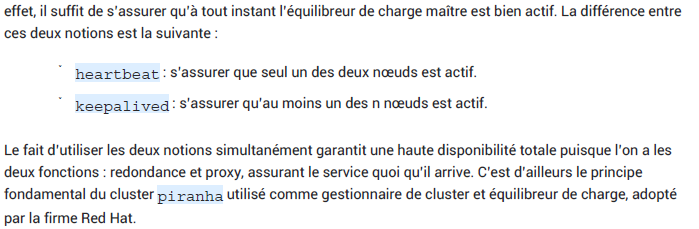 effet, il suffit de s'assurer qu'à tout instant l'équilibreur de charge maître est bien actif. La différence entre
ces deux notions est la suivante :
heartbeat : s'assurer que seul un des deux nœuds est actif.
keepalived : s'assurer qu'au moins un des n nœuds est actif.
Le fait d'utiliser les deux notions simultanément garantit une haute disponibilité totale puisque l'on a les
deux fonctions : redondance et proxy, assurant le service quoi qu'il arrive. C'est d'ailleurs le principe
fondamental du cluster piranha utilisé comme gestionnaire de cluster et équilibreur de charge, adopté
par la firme Red Hat.